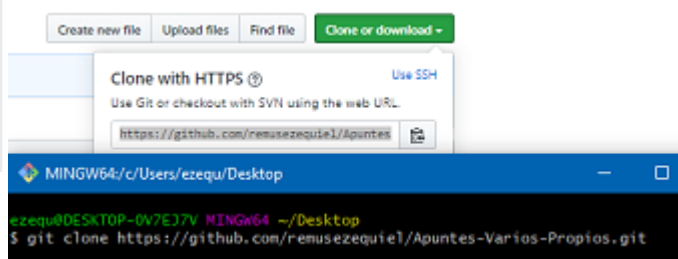 Create new file Upload files Find file Clone or download
Clone with HTTPS ? Use SSH
Use Git or checkout with SVN using the web URL.
https://github.com/remusezequiel/Apuntes
MINGW64:/c/Users/ezequ/Desktop
ezequ@DESKTOP-0V7EJ7V MINGW64 ~/Desktop
$ git clone https://github.com/remusezequiel/Apuntes-Varios-Propios.git